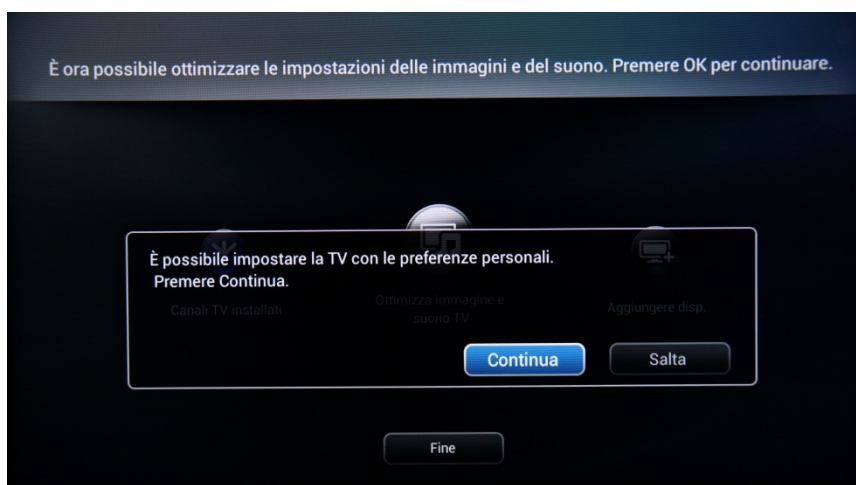 È ora possibile ottimizzare le impostazioni delle immagini e del suono. Premere OK per continuare.
È possibile impostare la TV con le preferenze personali.
Premere Continua.
Canali TV installati
Ottimizza immagine e
suono TV
Aggiungere disp.
Continua
Salta
Fine